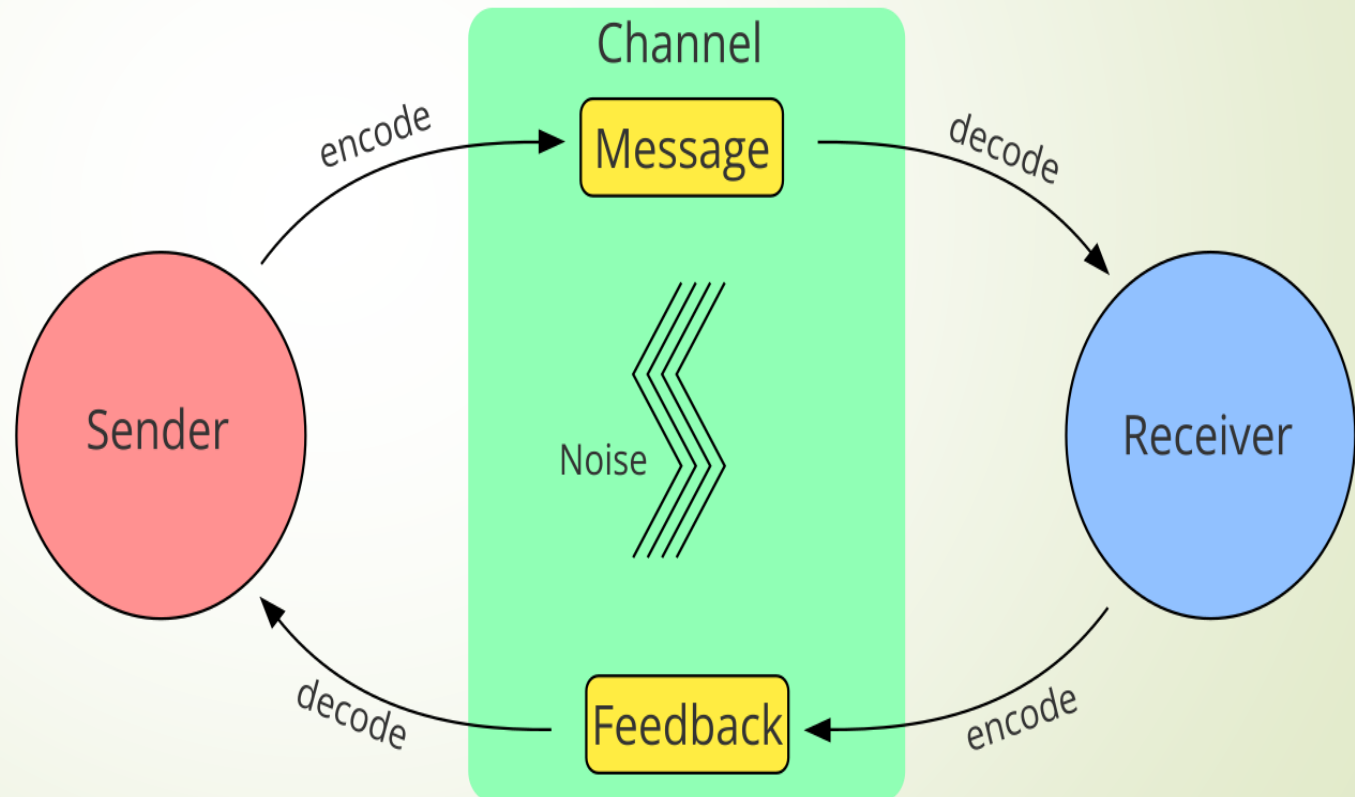 Channel
encode
Message
decode
Sender
Noise
Receiver
decode
Feedback
encode